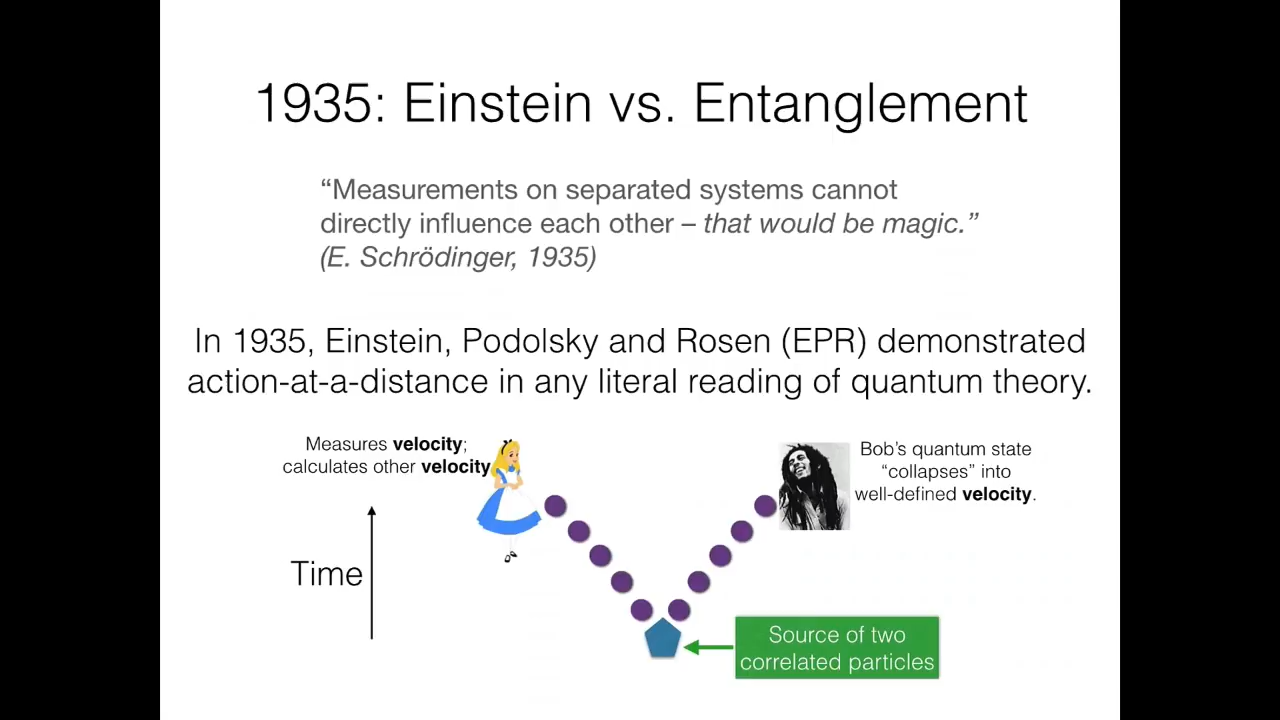 1935: Einstein vs. Entanglement
“Measurements on separated systems cannot
directly influence each other – that would be magic.”
(E. Schrödinger, 1935)
In 1935, Einstein, Podolsky and Rosen (EPR) demonstrated
action-at-a-distance in any literal reading of quantum theory.
Measures velocity;
calculates other velocity
Bob’s quantum state
“collapses” into
well-defined velocity.
Time
Source of two
correlated particles